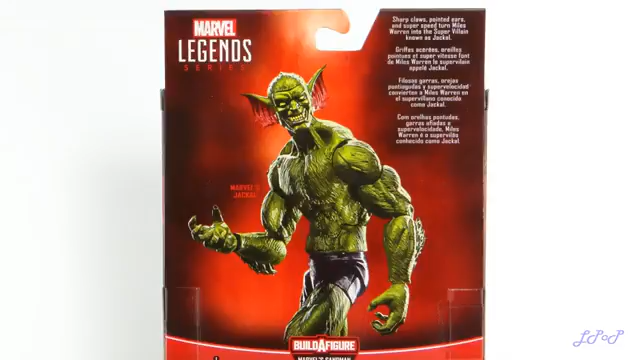 MARVEL
LEGENDS
SERIES
Sharp claws, pointed ears,
and super speed turn Miles
Warren into the Super Villain
known as Jackal.
Griffes acérées, oreilles
pointues et super vitesse font
de Miles Warren le supervilain
appelé Jackal.
Filosas garras, orejas
puntiagudas y supervelocidad
convierten a Miles Warren en
el supervillano conocido
como Jackal.
Com orelhas pontudas,
garras afiadas e
supervelocidade, Miles
Warren é o supervilão
conhecido como Jackal.
MARVEL'S
JACKAL
BUILDAFIGURE
MARVEL'S SANDMAN
LPOP